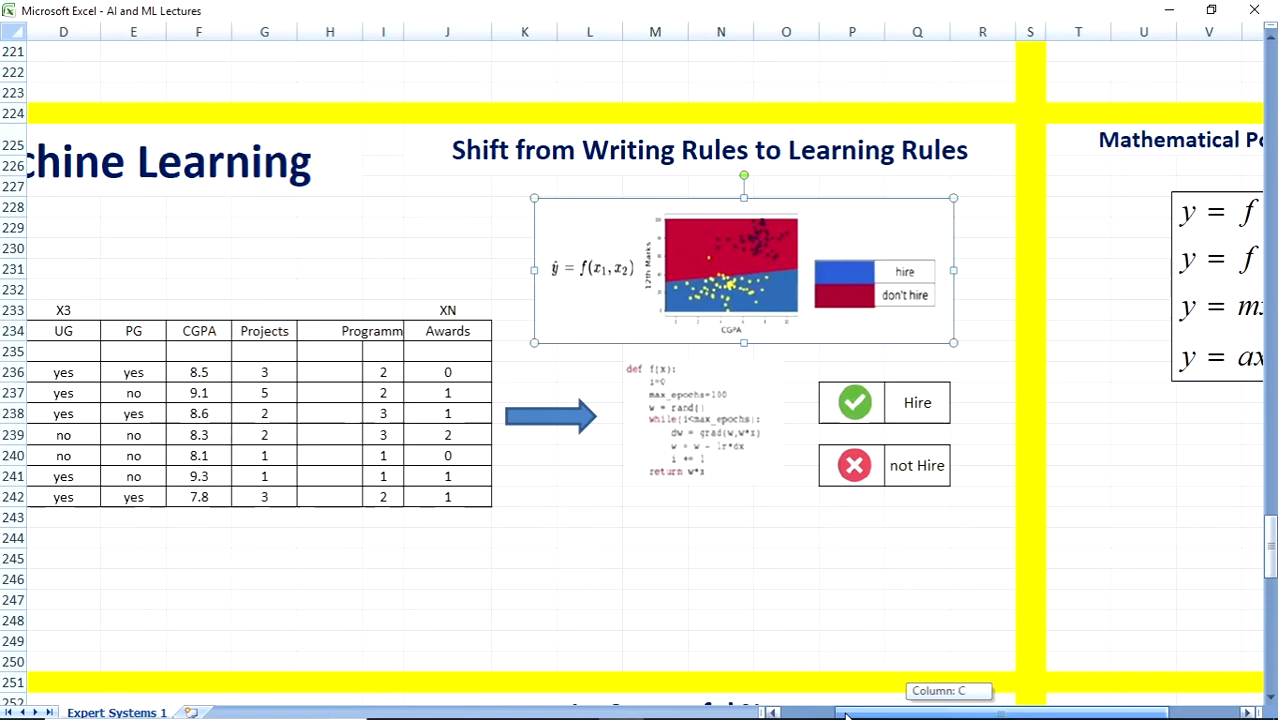 Microsoft Excel - AI and ML Lectures
D E F G H I J K L M N O P Q R S T U V
221
222
223
224
225
226
227
228
229
230
231
232
233
234
235
236
237
238
239
240
241
242
243
244
245
246
247
248
249
250
251
252
chine Learning
Shift from Writing Rules to Learning Rules
Mathematical Po
ŷ = f(x₁, x₂)
12th Marks
CGPA
hire
don't hire
y = f
y = f
y = m
y = ax
X3 XN
UG PG CGPA Projects Programm Awards
yes yes 8.5 3 2 0
yes no 9.1 5 2 1
yes yes 8.6 2 3 1
no no 8.3 2 3 2
no no 8.1 1 1 0
yes no 9.3 1 1 1
yes yes 7.8 3 2 1
def f(x):
i=0
max_epochs=100
w = rand()
while(i<max_epochs):
dw = grad(w,w*x)
w = w - lr*dx
i += 1
return w*x
Hire
not Hire
Column: C
Expert Systems 1